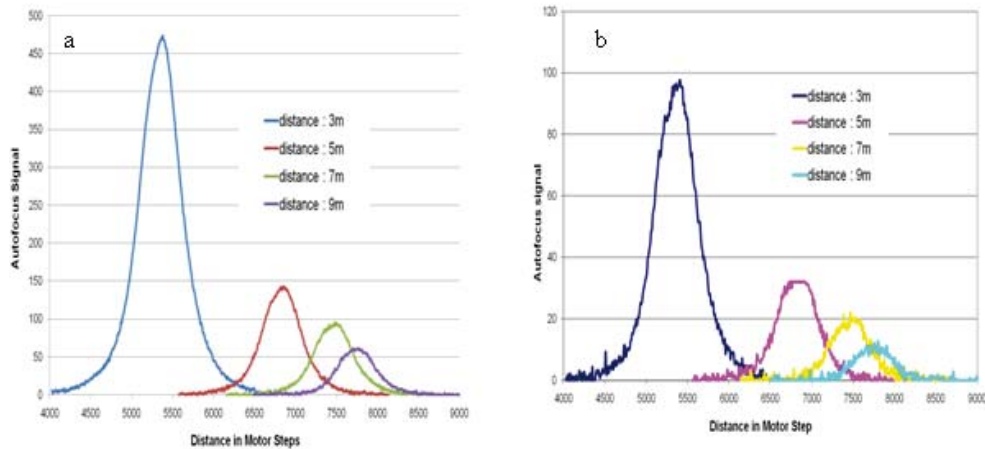 a
500
450
400
350
300
250
200
150
100
50
0
Autofocus Signal
distance : 3m
distance : 5m
distance : 7m
distance : 9m
4000 4500 5000 5500 6000 6500 7000 7500 8000 8500 9000
Distance in Motor Steps
b
120
100
80
60
40
20
0
Autofocus signal
distance : 3m
distance : 5m
distance : 7m
distance : 9m
4000 4500 5000 5400 6000 6500 7000 7500 8000 8500 9000
Distance in Motor Step